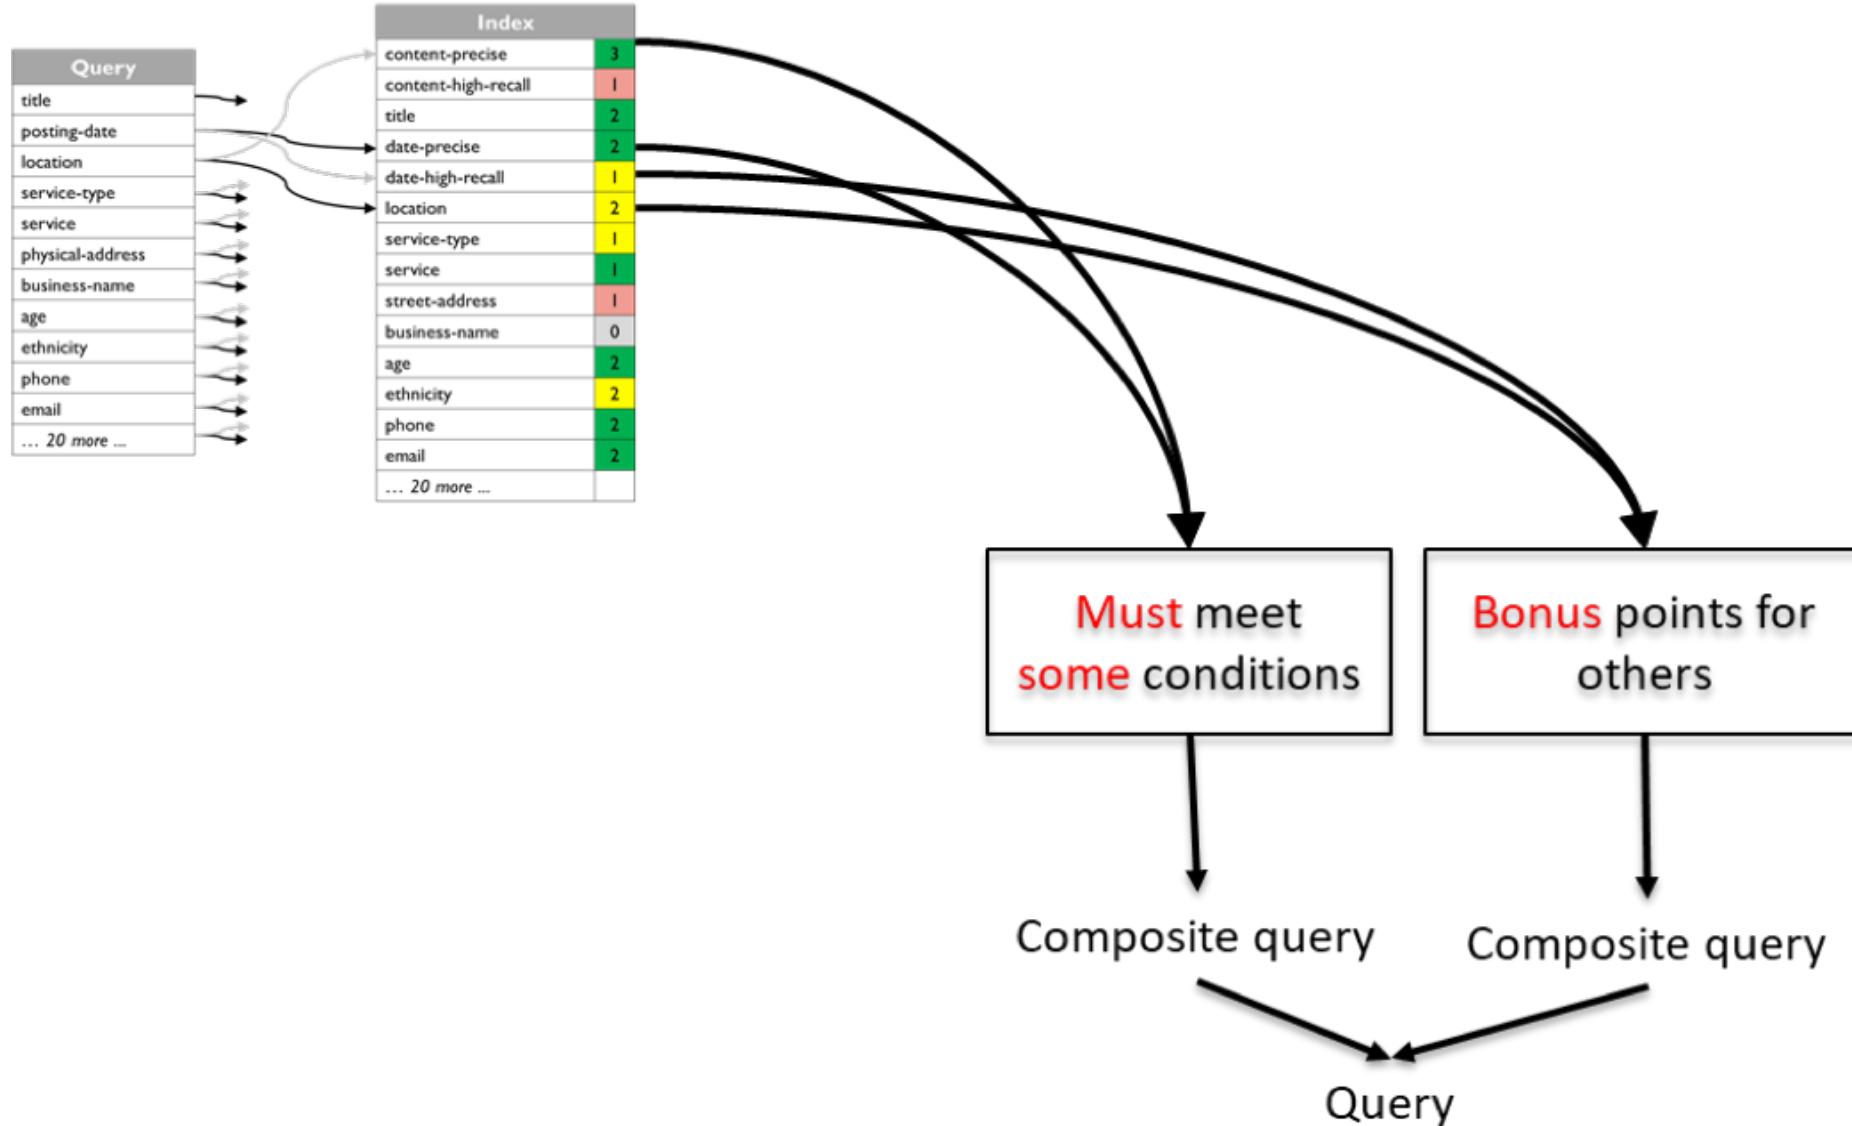 Query
title
posting-date
location
service-type
service
physical-address
business-name
age
ethnicity
phone
email
... 20 more ...
Index
content-precise 3
content-high-recall 1
title 2
date-precise 2
date-high-recall 1
location 2
service-type 1
service 1
street-address 1
business-name 0
age 2
ethnicity 2
phone 2
email 2
... 20 more ...
Must meet
some conditions
Bonus points for
others
Composite query
Composite query
Query